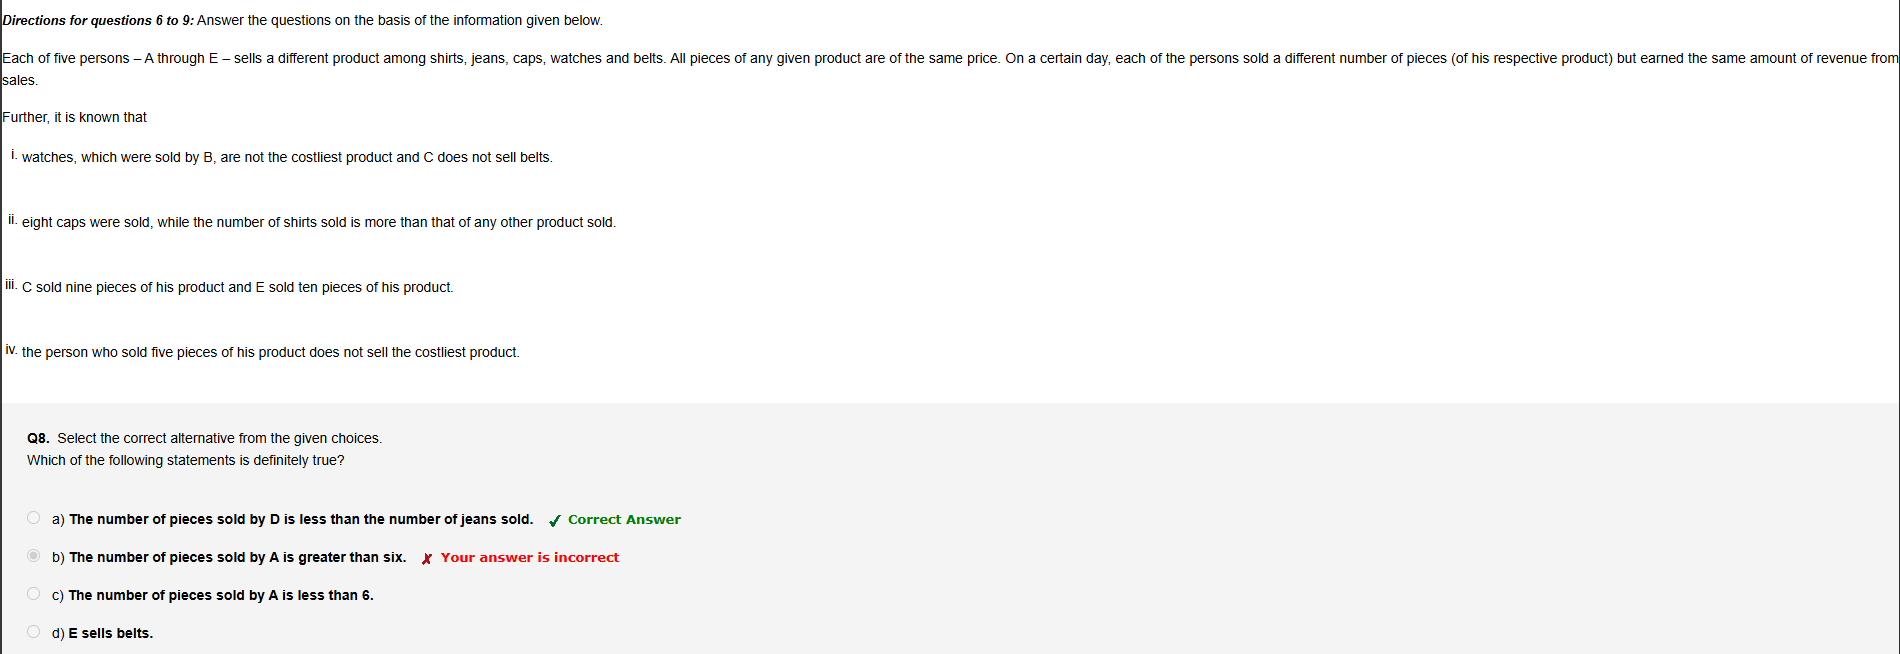 Directions for questions 6 to 9: Answer the questions on the basis of the information given below.
Each of five persons – A through E – sells a different product among shirts, jeans, caps, watches and belts. All pieces of any given product are of the same price. On a certain day, each of the persons sold a different number of pieces (of his respective product) but earned the same amount of revenue from
sales.
Further, it is known that
i. watches, which were sold by B, are not the costliest product and C does not sell belts.
ii. eight caps were sold, while the number of shirts sold is more than that of any other product sold.
iii. C sold nine pieces of his product and E sold ten pieces of his product.
iv. the person who sold five pieces of his product does not sell the costliest product.
Q8. Select the correct alternative from the given choices.
Which of the following statements is definitely true?
a) The number of pieces sold by D is less than the number of jeans sold. ✓ Correct Answer
b) The number of pieces sold by A is greater than six. ✗ Your answer is incorrect
c) The number of pieces sold by A is less than 6.
d) E sells belts.